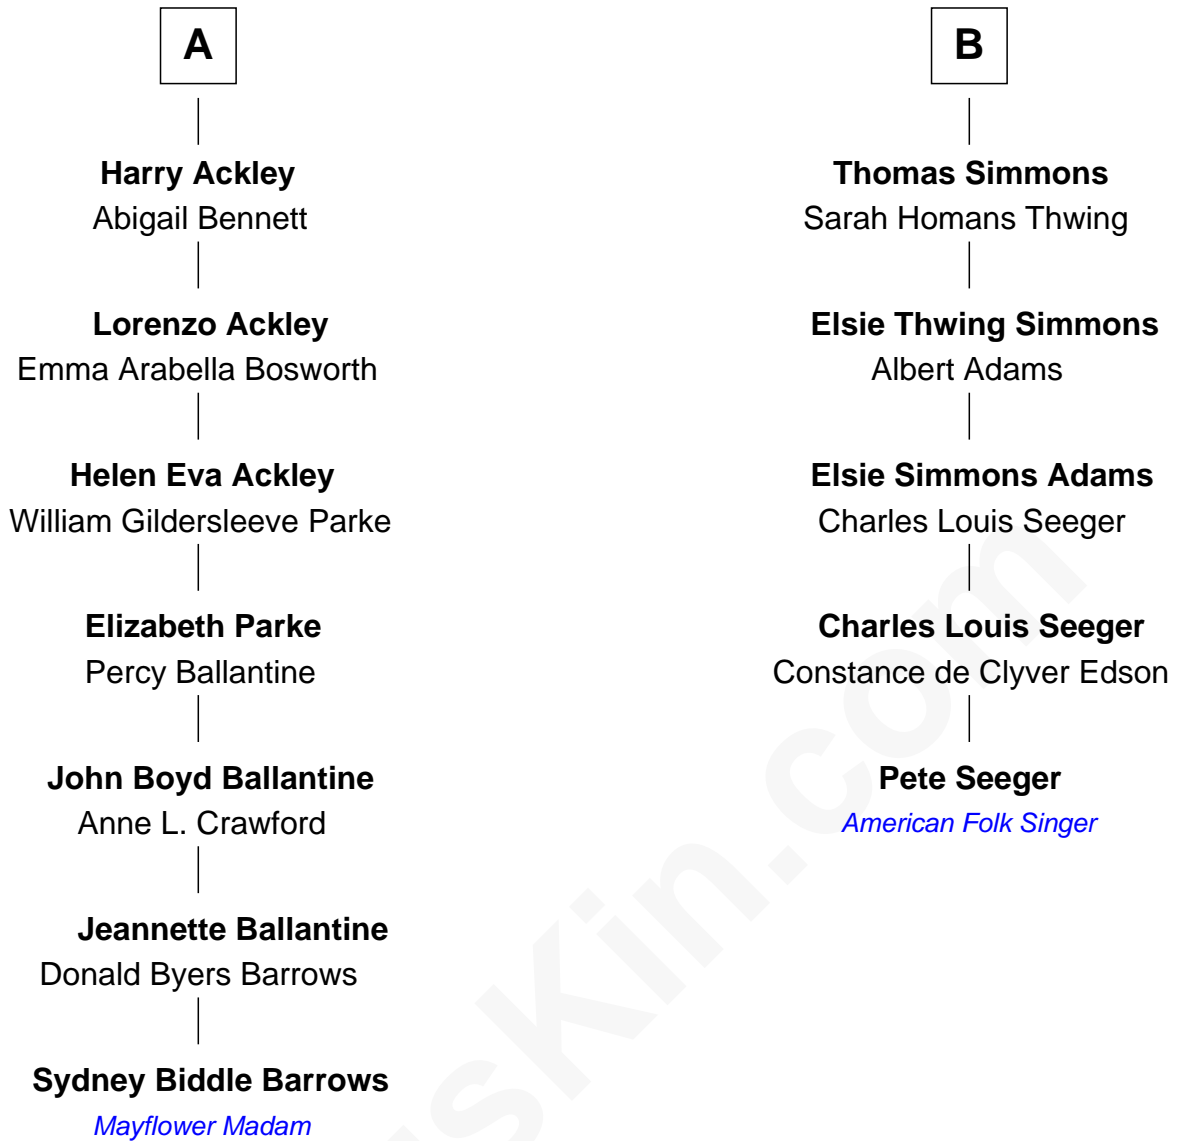 A
Harry Ackley
Abigail Bennett
Lorenzo Ackley
Emma Arabella Bosworth
Helen Eva Ackley
William Gildersleeve Parke
Elizabeth Parke
Percy Ballantine
John Boyd Ballantine
Anne L. Crawford
Jeannette Ballantine
Donald Byers Barrows
Sydney Biddle Barrows
Mayflower Madam
B
Thomas Simmons
Sarah Homans Thwing
Elsie Thwing Simmons
Albert Adams
Elsie Simmons Adams
Charles Louis Seeger
Charles Louis Seeger
Constance de Clyver Edson
Pete Seeger
American Folk Singer